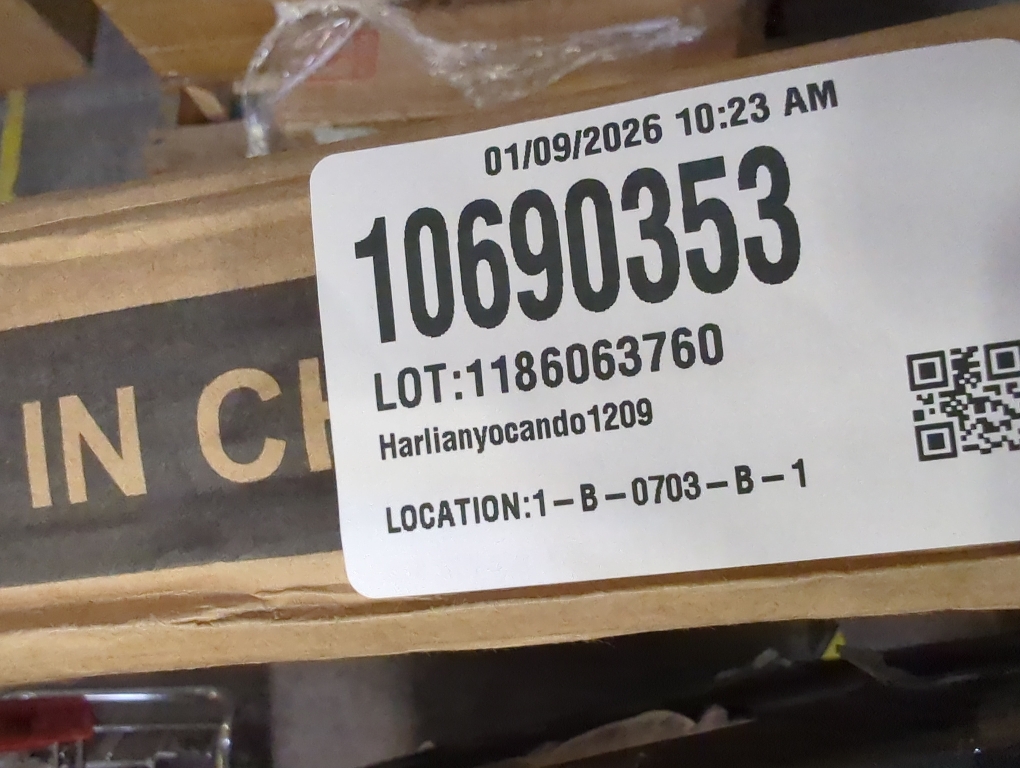 01/09/2026 10:23 AM
10690353
LOT:1186063760
Harlianyocando1209
LOCATION:1-B-0703-B-1
IN CH